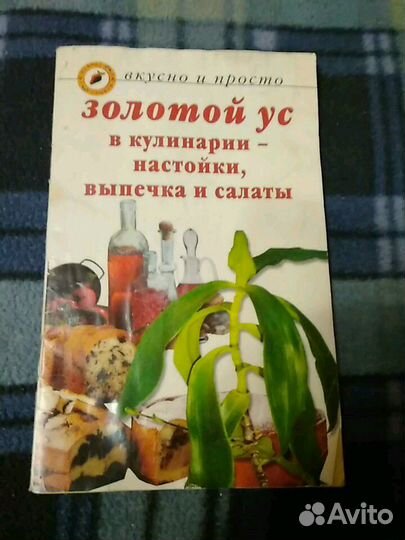 вкусно и просто
золотой ус
в кулинарии –
настойки,
выпечка и салаты
Avito